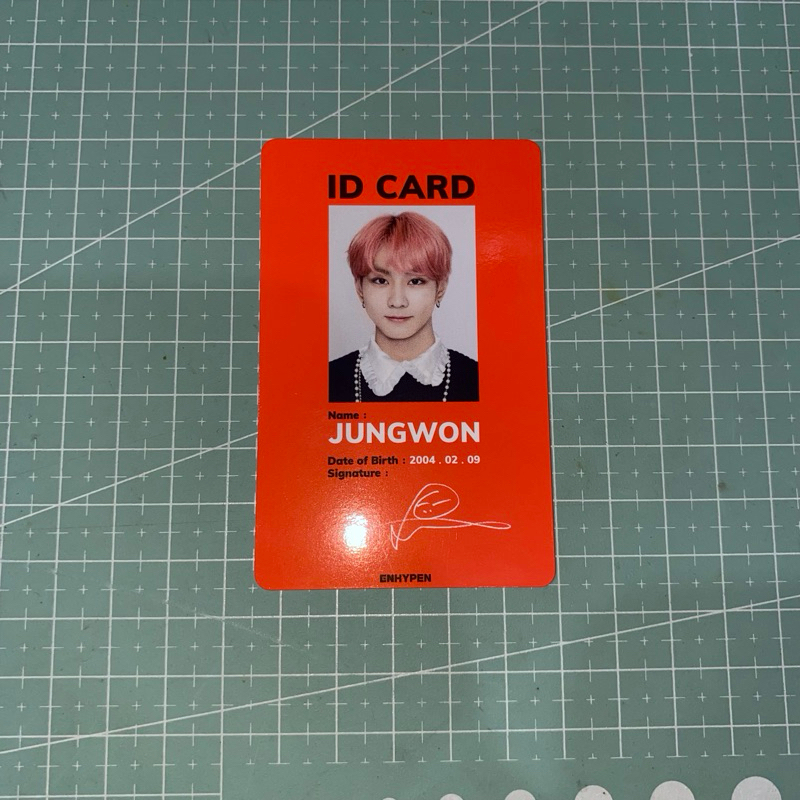 ID CARD
Name :
JUNGWON
Date of Birth : 2004 . 02 . 09
Signature :
ENHYPEN